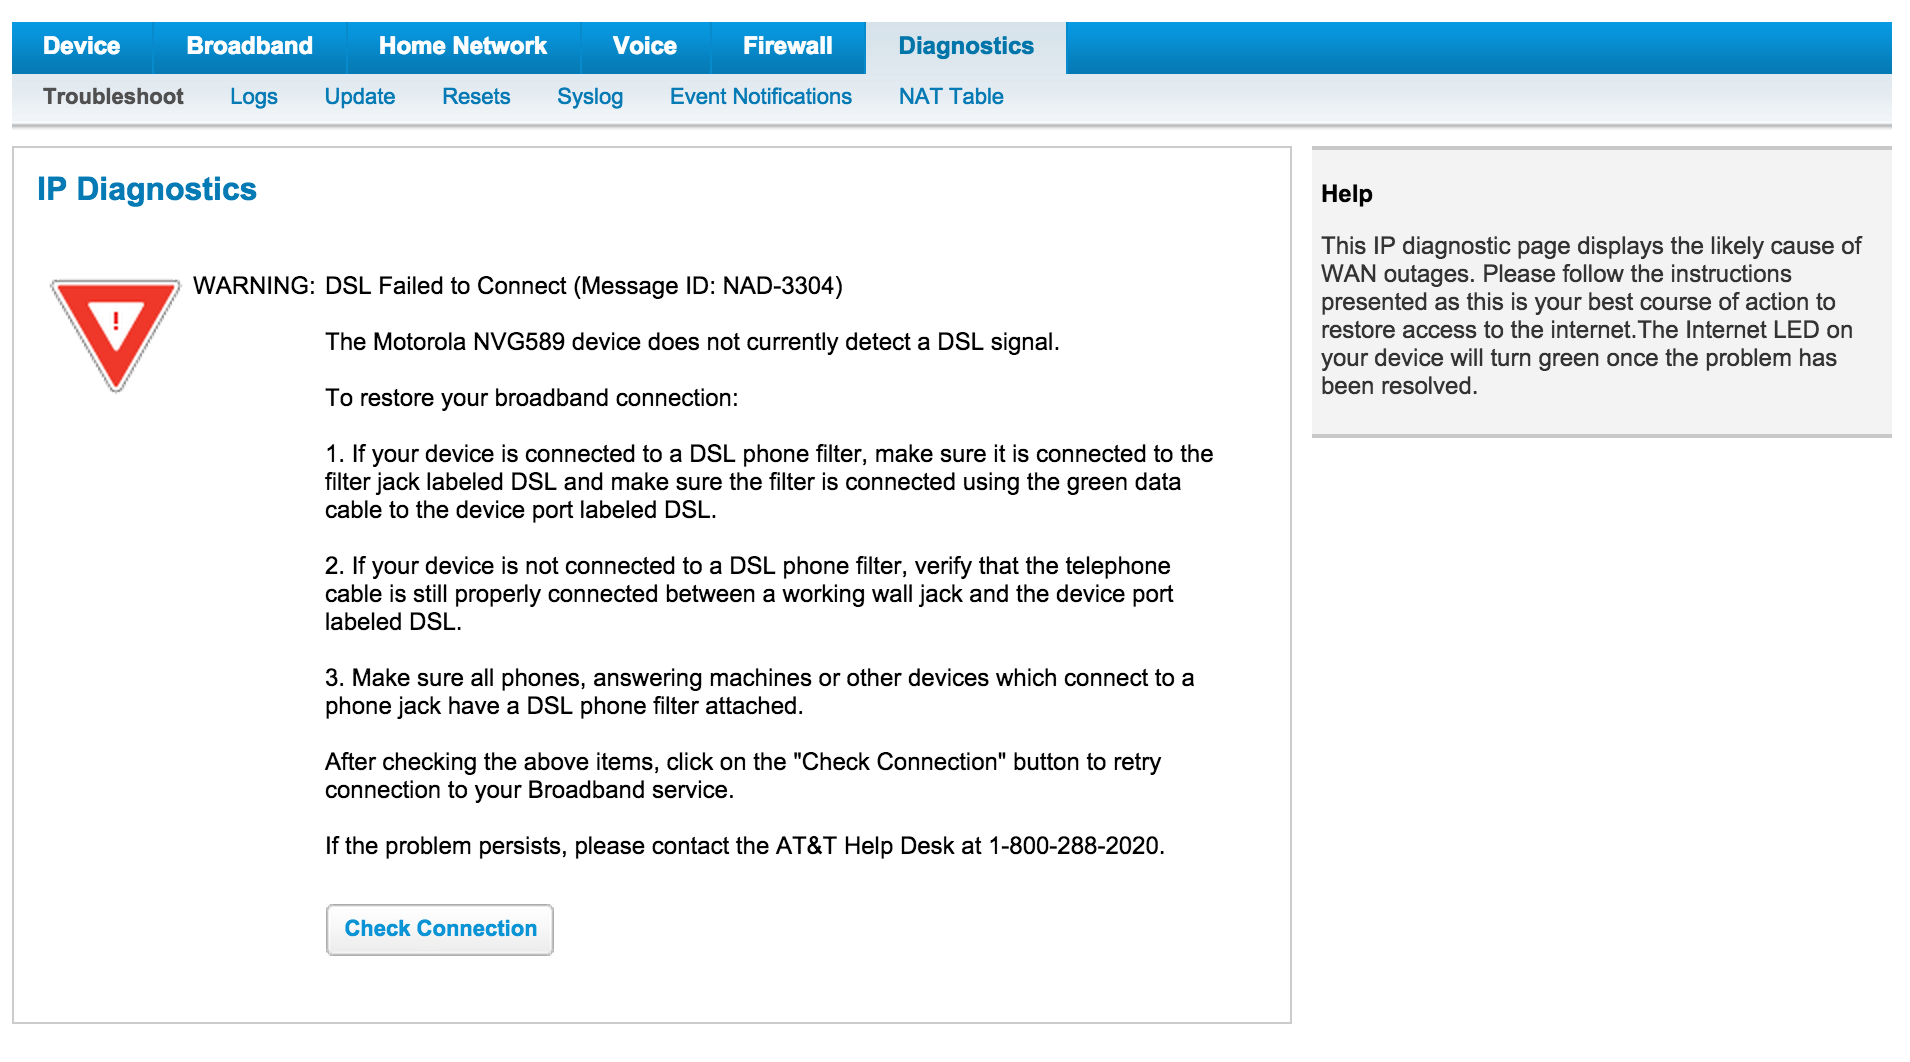 Device Broadband Home Network Voice Firewall Diagnostics
Troubleshoot Logs Update Resets Syslog Event Notifications NAT Table
IP Diagnostics
!
WARNING: DSL Failed to Connect (Message ID: NAD-3304)
The Motorola NVG589 device does not currently detect a DSL signal.
To restore your broadband connection:
1. If your device is connected to a DSL phone filter, make sure it is connected to the
filter jack labeled DSL and make sure the filter is connected using the green data
cable to the device port labeled DSL.
2. If your device is not connected to a DSL phone filter, verify that the telephone
cable is still properly connected between a working wall jack and the device port
labeled DSL.
3. Make sure all phones, answering machines or other devices which connect to a
phone jack have a DSL phone filter attached.
After checking the above items, click on the "Check Connection" button to retry
connection to your Broadband service.
If the problem persists, please contact the AT&T Help Desk at 1-800-288-2020.
Check Connection
Help
This IP diagnostic page displays the likely cause of
WAN outages. Please follow the instructions
presented as this is your best course of action to
restore access to the internet.The Internet LED on
your device will turn green once the problem has
been resolved.